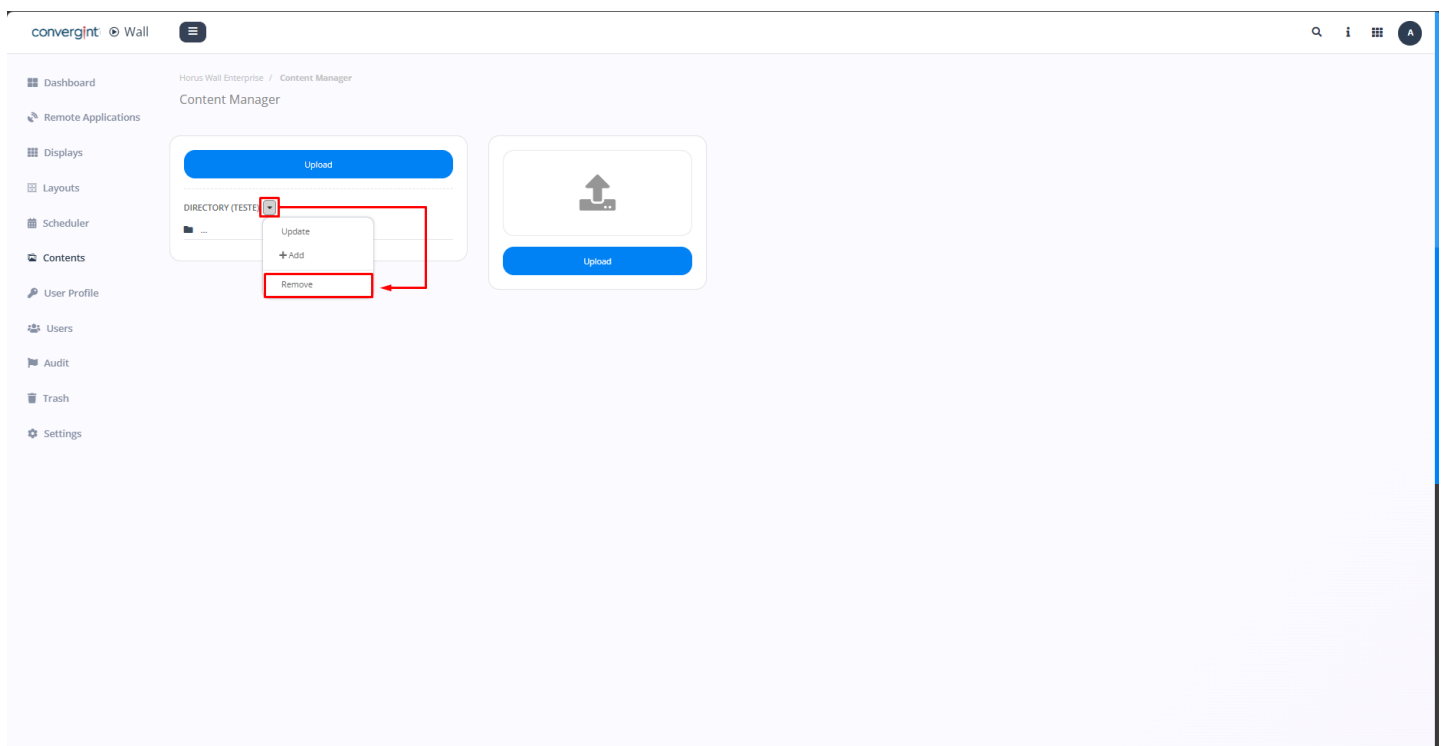 convergint Wall
A
Dashboard
Remote Applications
Displays
Layouts
Scheduler
Contents
User Profile
Users
Audit
Trash
Settings
Horus Wall Enterprise / Content Manager
Content Manager
Upload
DIRECTORY (TESTE)
...
Update
+ Add
Remove
Upload